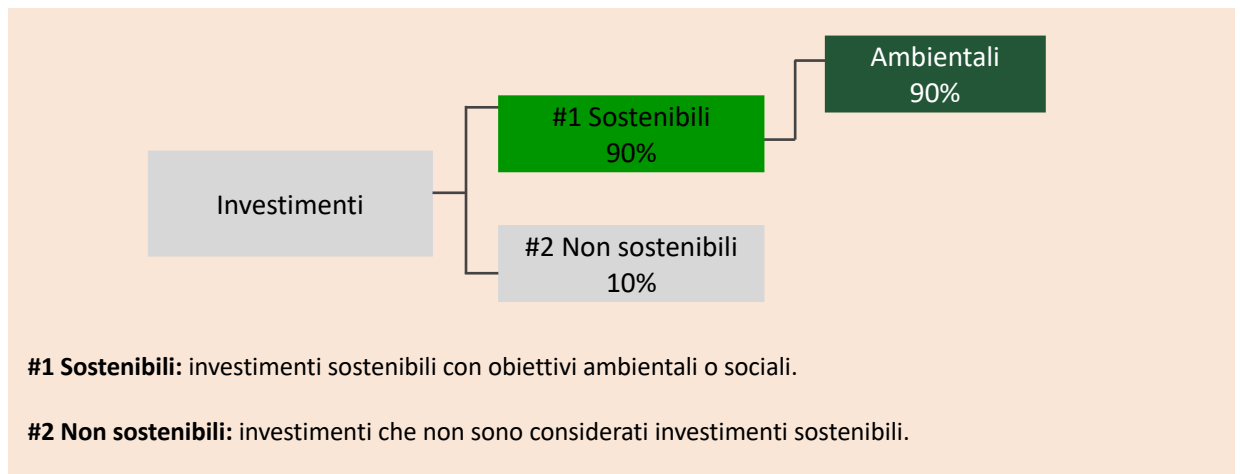 Ambientali
90%
#1 Sostenibili
90%
Investimenti
#2 Non sostenibili
10%
#1 Sostenibili: investimenti sostenibili con obiettivi ambientali o sociali.
#2 Non sostenibili: investimenti che non sono considerati investimenti sostenibili.